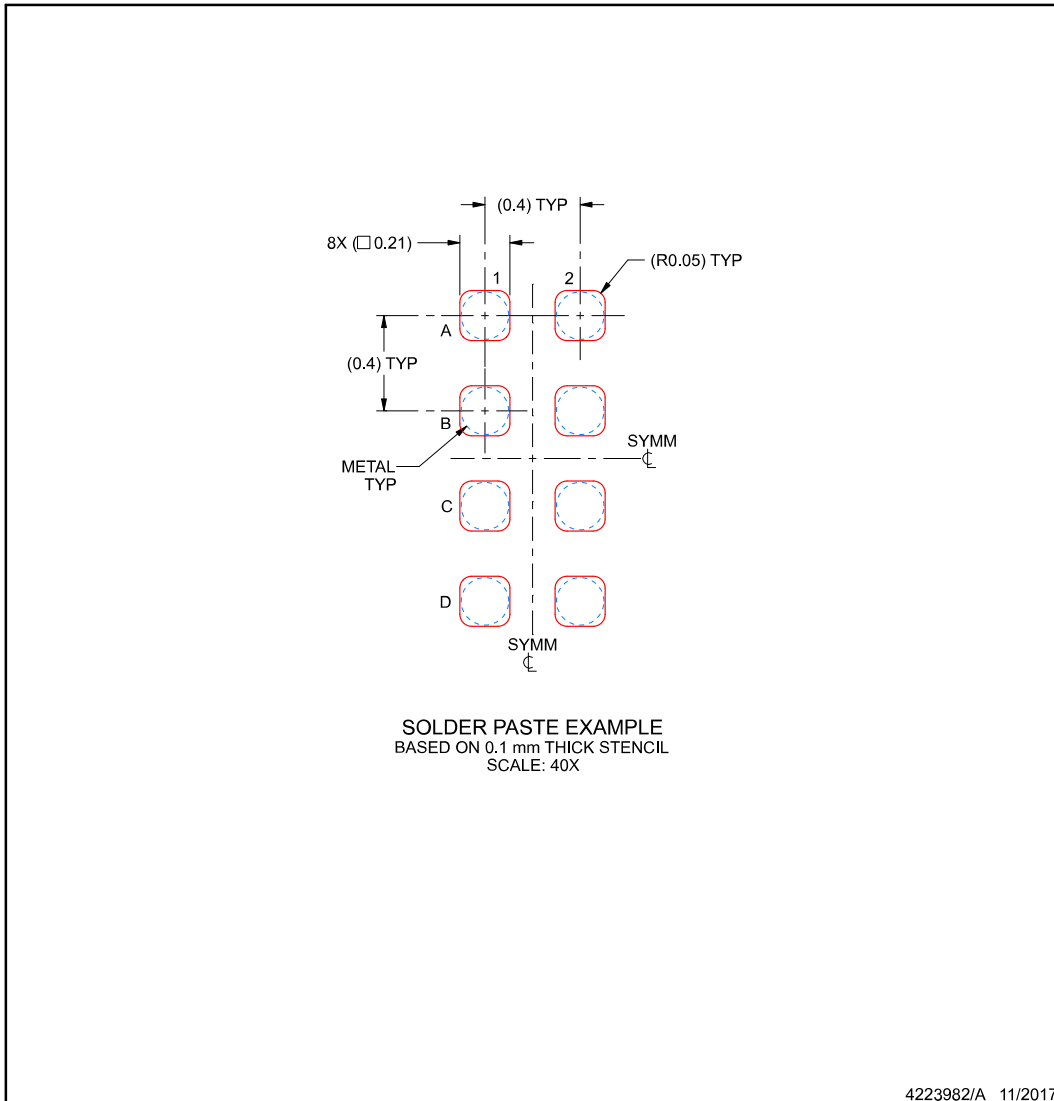 (0.4) TYP
8X (□ 0.21)
(R0.05) TYP
1
2
A
(0.4) TYP
B
SYMM
℄
METAL
TYP
C
D
SYMM
℄
SOLDER PASTE EXAMPLE
BASED ON 0.1 mm THICK STENCIL
SCALE: 40X
4223982/A 11/2017